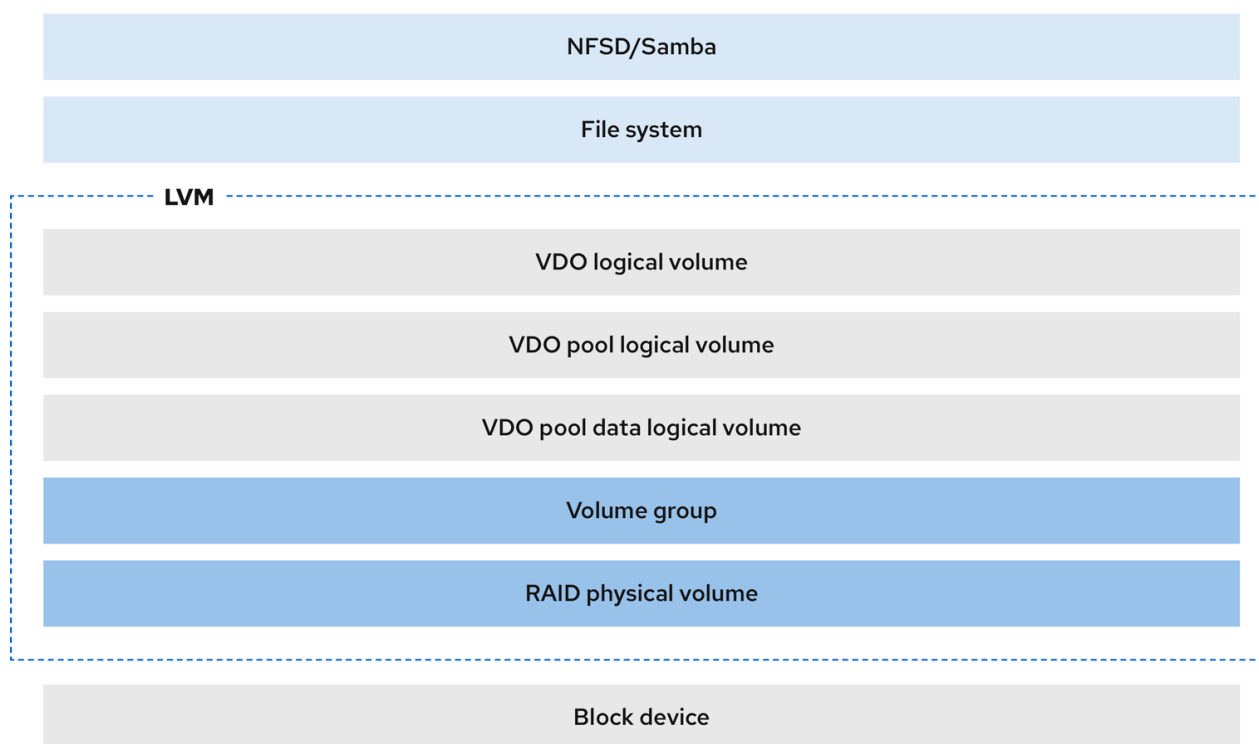 NFSD/Samba
File system
LVM
VDO logical volume
VDO pool logical volume
VDO pool data logical volume
Volume group
RAID physical volume
Block device